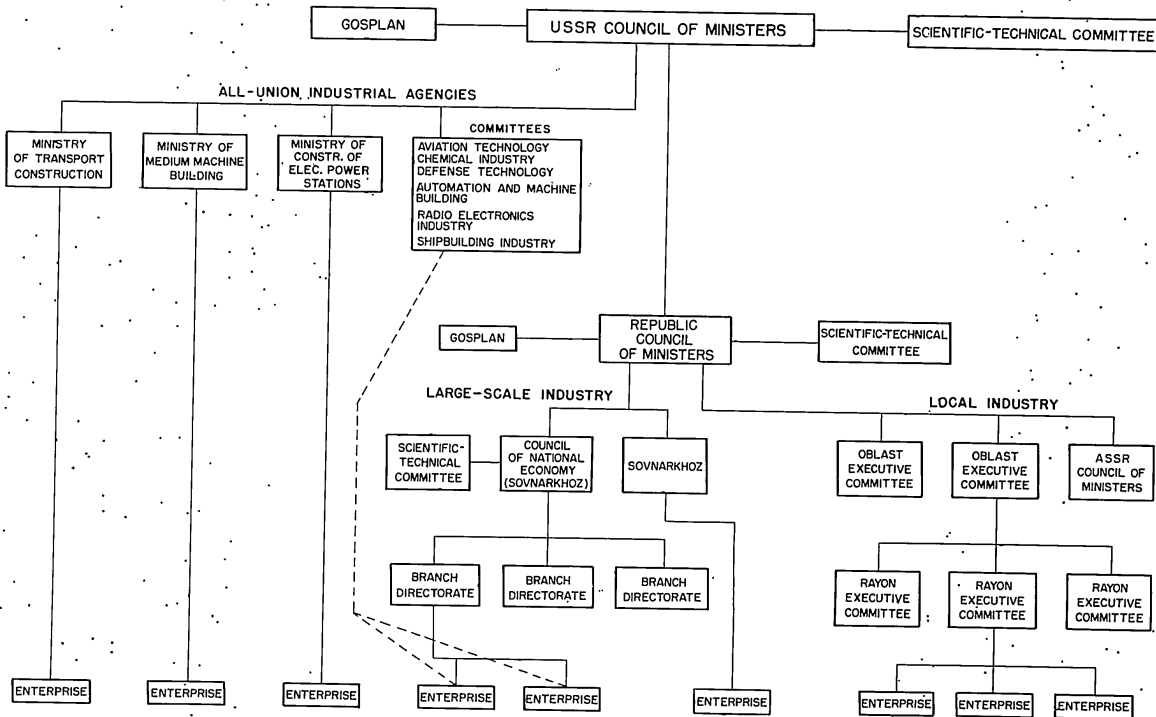 GOSPLAN
USSR COUNCIL OF MINISTERS
SCIENTIFIC-TECHNICAL COMMITTEE
ALL-UNION INDUSTRIAL AGENCIES
MINISTRY
OF TRANSPORT
CONSTRUCTION
MINISTRY OF
MEDIUM MACHINE
BUILDING
MINISTRY OF
CONSTR. OF
ELEC. POWER
STATIONS
COMMITTEES
AVIATION TECHNOLOGY
CHEMICAL INDUSTRY
DEFENSE TECHNOLOGY
AUTOMATION AND MACHINE
BUILDING
RADIO ELECTRONICS
INDUSTRY
SHIPBUILDING INDUSTRY
GOSPLAN
REPUBLIC
COUNCIL
OF MINISTERS
SCIENTIFIC-TECHNICAL
COMMITTEE
LARGE-SCALE INDUSTRY
LOCAL INDUSTRY
SCIENTIFIC-
TECHNICAL
COMMITTEE
COUNCIL
OF NATIONAL
ECONOMY
(SOVNARKHOZ)
SOVNARKHOZ
OBLAST
EXECUTIVE
COMMITTEE
OBLAST
EXECUTIVE
COMMITTEE
ASSR
COUNCIL OF
MINISTERS
BRANCH
DIRECTORATE
BRANCH
DIRECTORATE
BRANCH
DIRECTORATE
RAYON
EXECUTIVE
COMMITTEE
RAYON
EXECUTIVE
COMMITTEE
RAYON
EXECUTIVE
COMMITTEE
ENTERPRISE
ENTERPRISE
ENTERPRISE
ENTERPRISE
ENTERPRISE
ENTERPRISE
ENTERPRISE
ENTERPRISE
ENTERPRISE